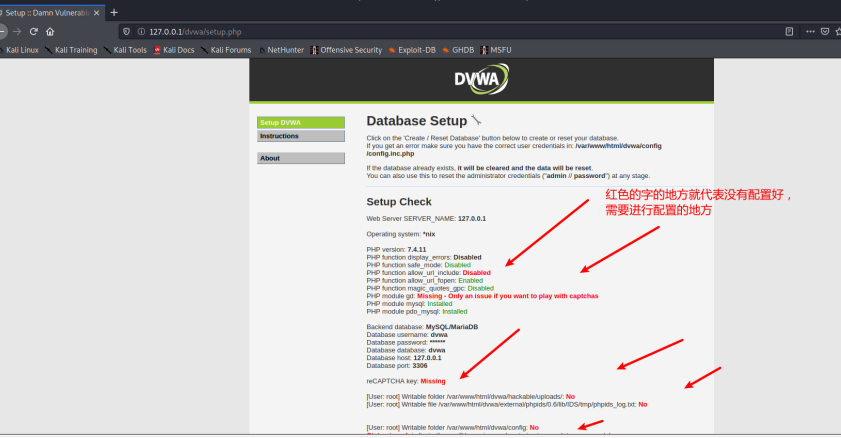 Setup :: Damn Vulnerabl
127.0.0.1/dvwa/setup.php
Kali Linux Kali Training Kali Tools Kali Docs Kali Forums NetHunter Offensive Security Exploit-DB GHDB MSFU
DVWA
Setup DVWA
Instructions
About
Database Setup
Click on the 'Create / Reset Database' button below to create or reset your database.
If you get an error make sure you have the correct user credentials in: /var/www/html/dvwa/config
/config.inc.php
If the database already exists, it will be cleared and the data will be reset.
You can also use this to reset the administrator credentials ("admin // password") at any stage.
红色的字的地方就代表没有配置好，
需要进行配置的地方
Setup Check
Web Server SERVER_NAME: 127.0.0.1
Operating system: *nix
PHP version: 7.4.11
PHP function display_errors: Disabled
PHP function safe_mode: Disabled
PHP function allow_url_include: Disabled
PHP function allow_url_fopen: Enabled
PHP function magic_quotes_gpc: Disabled
PHP module gd: Missing - Only an issue if you want to play with captchas
PHP module mysql: Installed
PHP module pdo_mysql: Installed
Backend database: MySQL/MariaDB
Database username: dvwa
Database password: ******
Database database: dvwa
Database host: 127.0.0.1
Database port: 3306
reCAPTCHA key: Missing
[User: root] Writable folder /var/www/html/dvwa/hackable/uploads/: No
[User: root] Writable file /var/www/html/dvwa/external/phpids/0.6/lib/IDS/tmp/phpids_log.txt: No
[User: root] Writable folder /var/www/html/dvwa/config: No